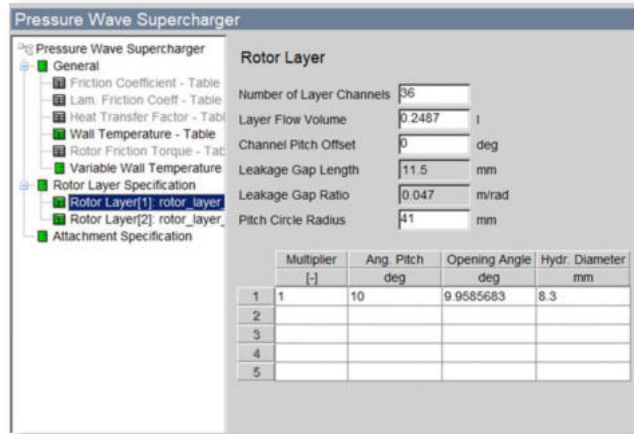 Pressure Wave Supercharger
Pressure Wave Supercharger
General
Friction Coefficient - Table
Lam. Friction Coeff - Table
Heat Transfer Factor - Tabl
Wall Temperature - Table
Rotor Friction Torque - Tab
Variable Wall Temperature
Rotor Layer Specification
Rotor Layer[1]: rotor_layer_
Rotor Layer[2]: rotor_layer_
Attachment Specification
Rotor Layer
Number of Layer Channels 36
Layer Flow Volume 0.2487 l
Channel Pitch Offset 0 deg
Leakage Gap Length 11.5 mm
Leakage Gap Ratio 0.047 m/rad
Pitch Circle Radius 41 mm
Multiplier Ang. Pitch Opening Angle Hydr. Diameter
[-] deg deg mm
1 1 10 9.9585683 8.3
2
3
4
5